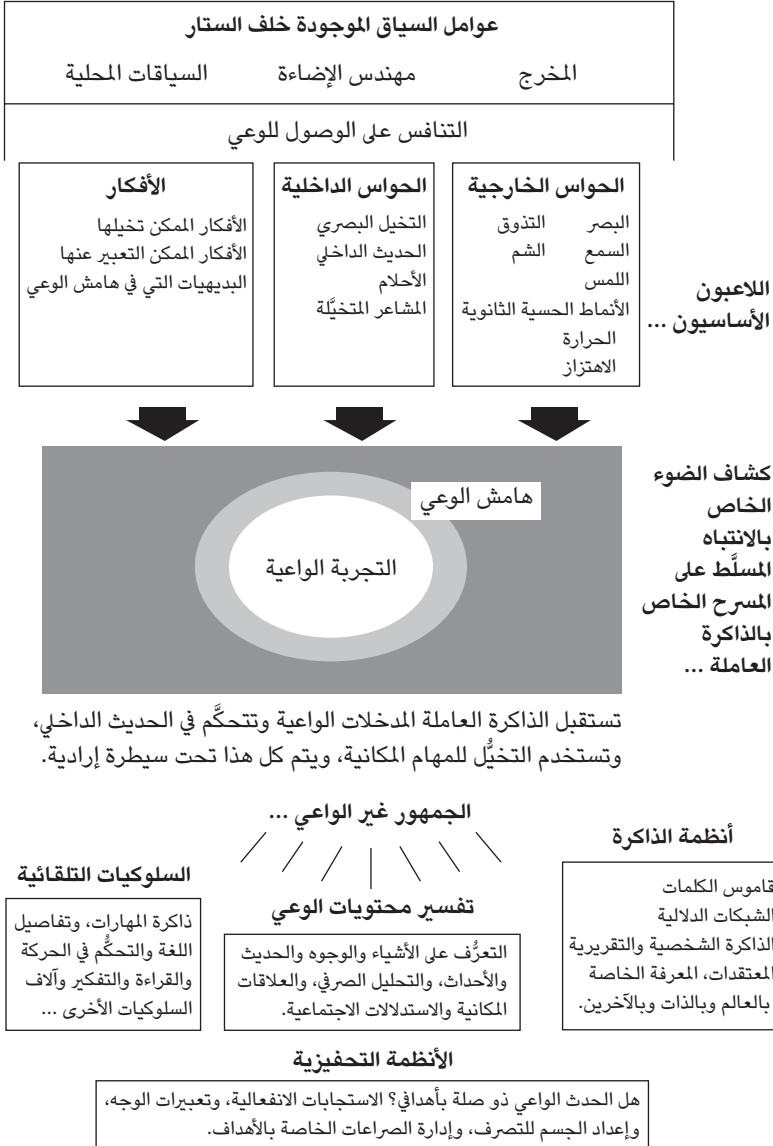 عوامل السياق الموجودة خلف الستار
المخرج مهندس الإضاءة السياقات المحلية
التنافس على الوصول للوعي
الحواس الخارجية
البصر التذوق
السمع الشم
اللمس
الأنماط الحسية الثانوية
الحرارة
الاهتزاز
الحواس الداخلية
التخيل البصري
الحديث الداخلي
الأحلام
المشاعر المتخيَّلة
الأفكار
الأفكار الممكن تخيلها
الأفكار الممكن التعبير عنها
البديهيات التي في هامش الوعي
اللاعبون
الأساسيون ...
كشاف الضوء
الخاص
بالانتباه
المسلَّط على
المسرح الخاص
بالذاكرة
العاملة ...
هامش الوعي
التجربة الواعية
تستقبل الذاكرة العاملة المدخلات الواعية وتتحكَّم في الحديث الداخلي،
وتستخدم التخيُّل للمهام المكانية، ويتم كل هذا تحت سيطرة إرادية.
الجمهور غير الواعي ...
أنظمة الذاكرة
قاموس الكلمات
الشبكات الدلالية
الذاكرة الشخصية والتقريرية
المعتقدات، المعرفة الخاصة
بالعالم وبالذات وبالآخرين.
تفسير محتويات الوعي
التعرُّف على الأشياء والوجوه والحديث
والأحداث، والتحليل الصرفي، والعلاقات
المكانية والاستدلالات الاجتماعية.
السلوكيات التلقائية
ذاكرة المهارات، وتفاصيل
اللغة والتحكُّم في الحركة
والقراءة والتفكير وآلاف
السلوكيات الأخرى ...
الأنظمة التحفيزية
هل الحدث الواعي ذو صلة بأهدافي؟ الاستجابات الانفعالية، وتعبيرات الوجه،
وإعداد الجسم للتصرف، وإدارة الصراعات الخاصة بالأهداف.